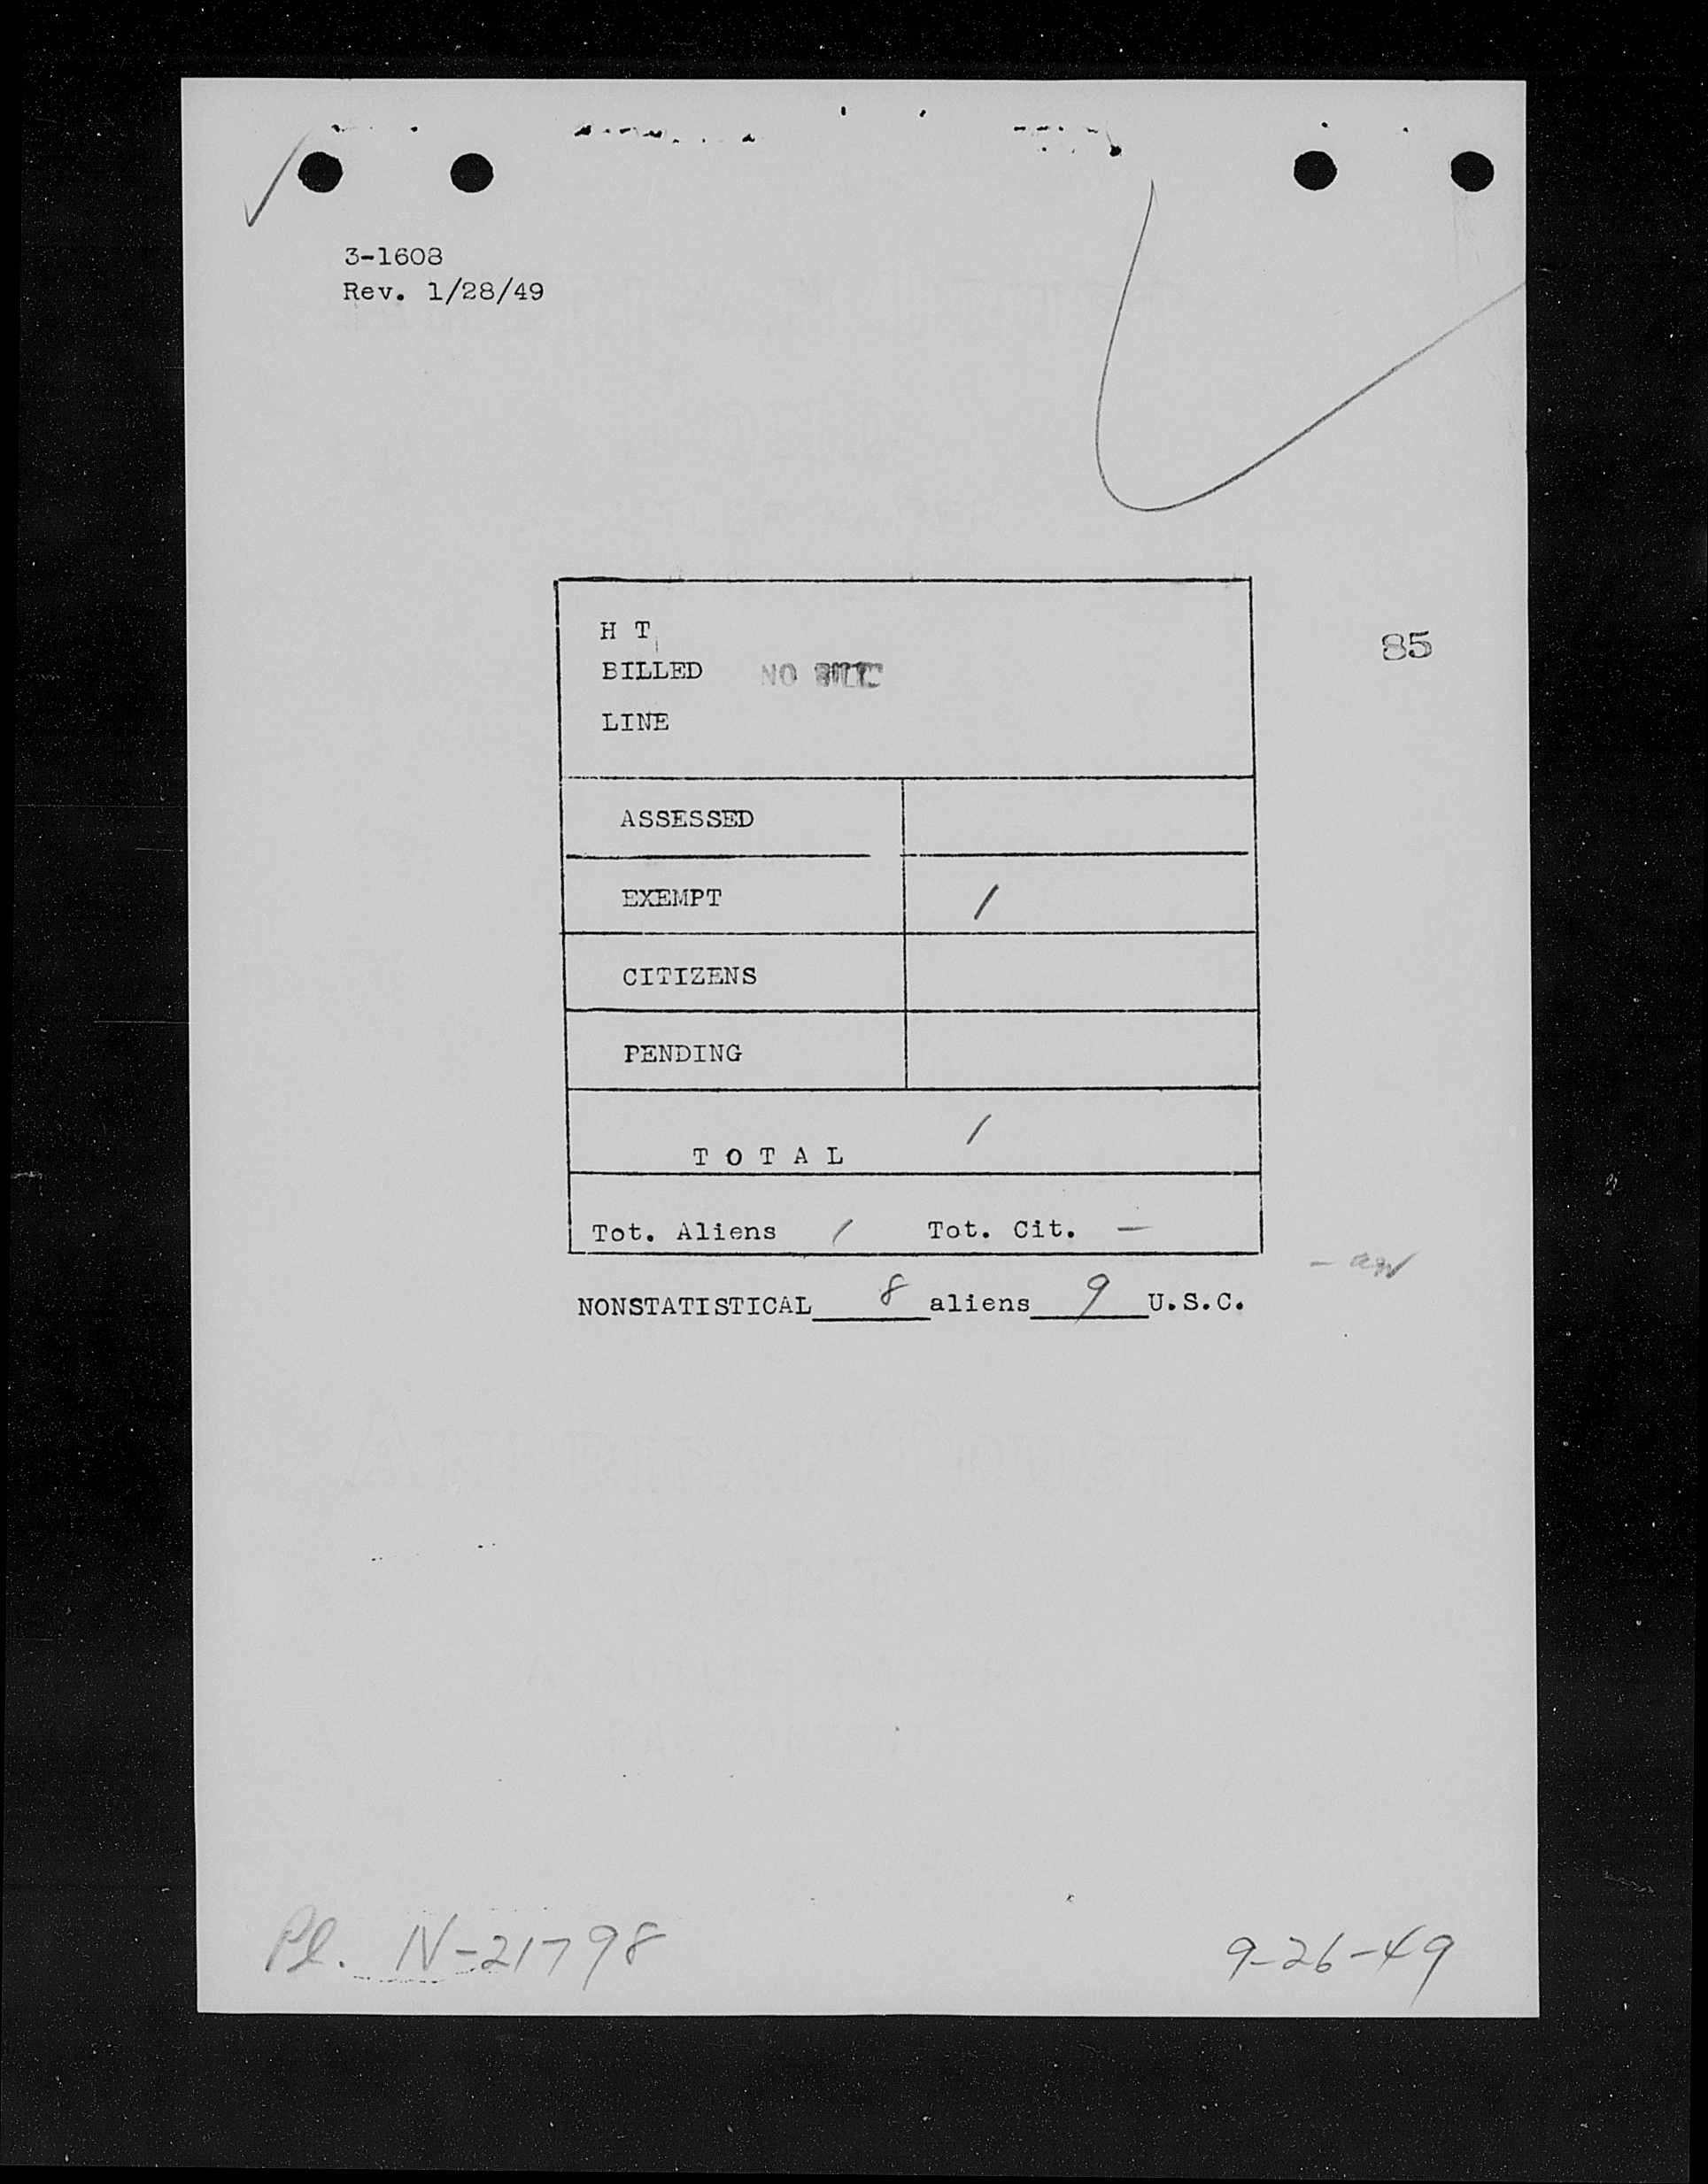 3-1608
Rev. 1/28/49
H T
85
BILLED NO BILL
LINE
ASSESSED
EXEMPT 1
CITIZENS
PENDING
TOTAL 1
Tot. Aliens 1 Tot. Cit. —
NONSTATISTICAL 8 aliens 9 U.S.C.
Pl. N-21798
9-26-49